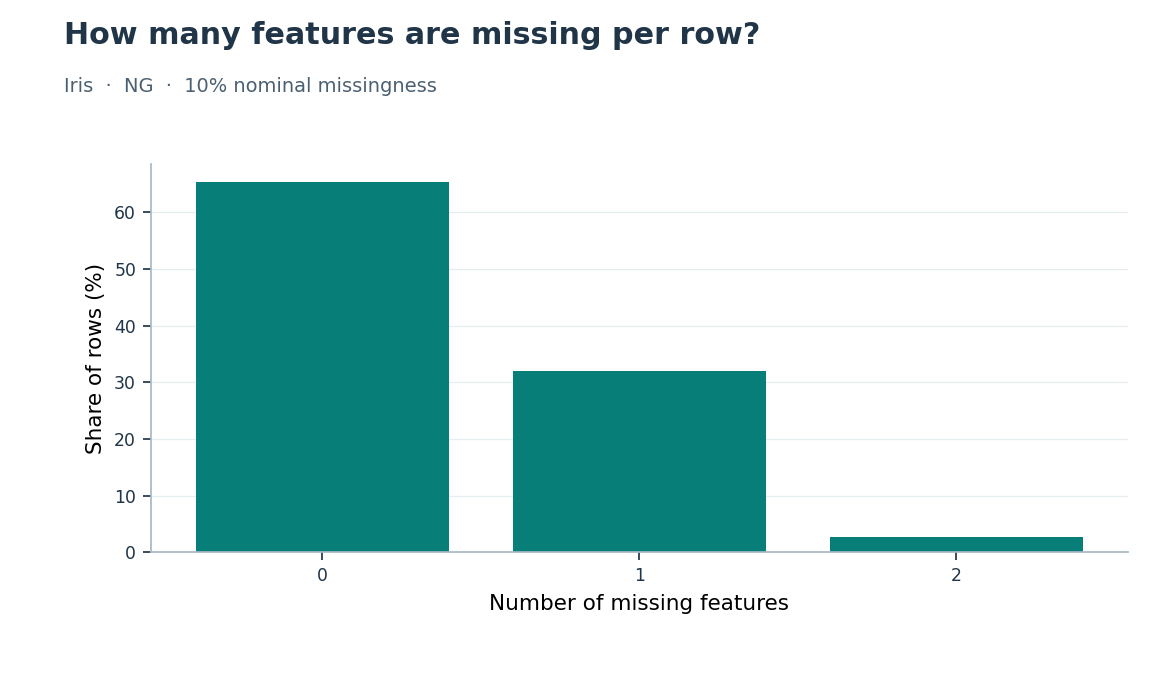 How many features are missing per row?
Iris · NG · 10% nominal missingness
Share of rows (%)
60
50
40
30
20
10
0
0 1 2
Number of missing features